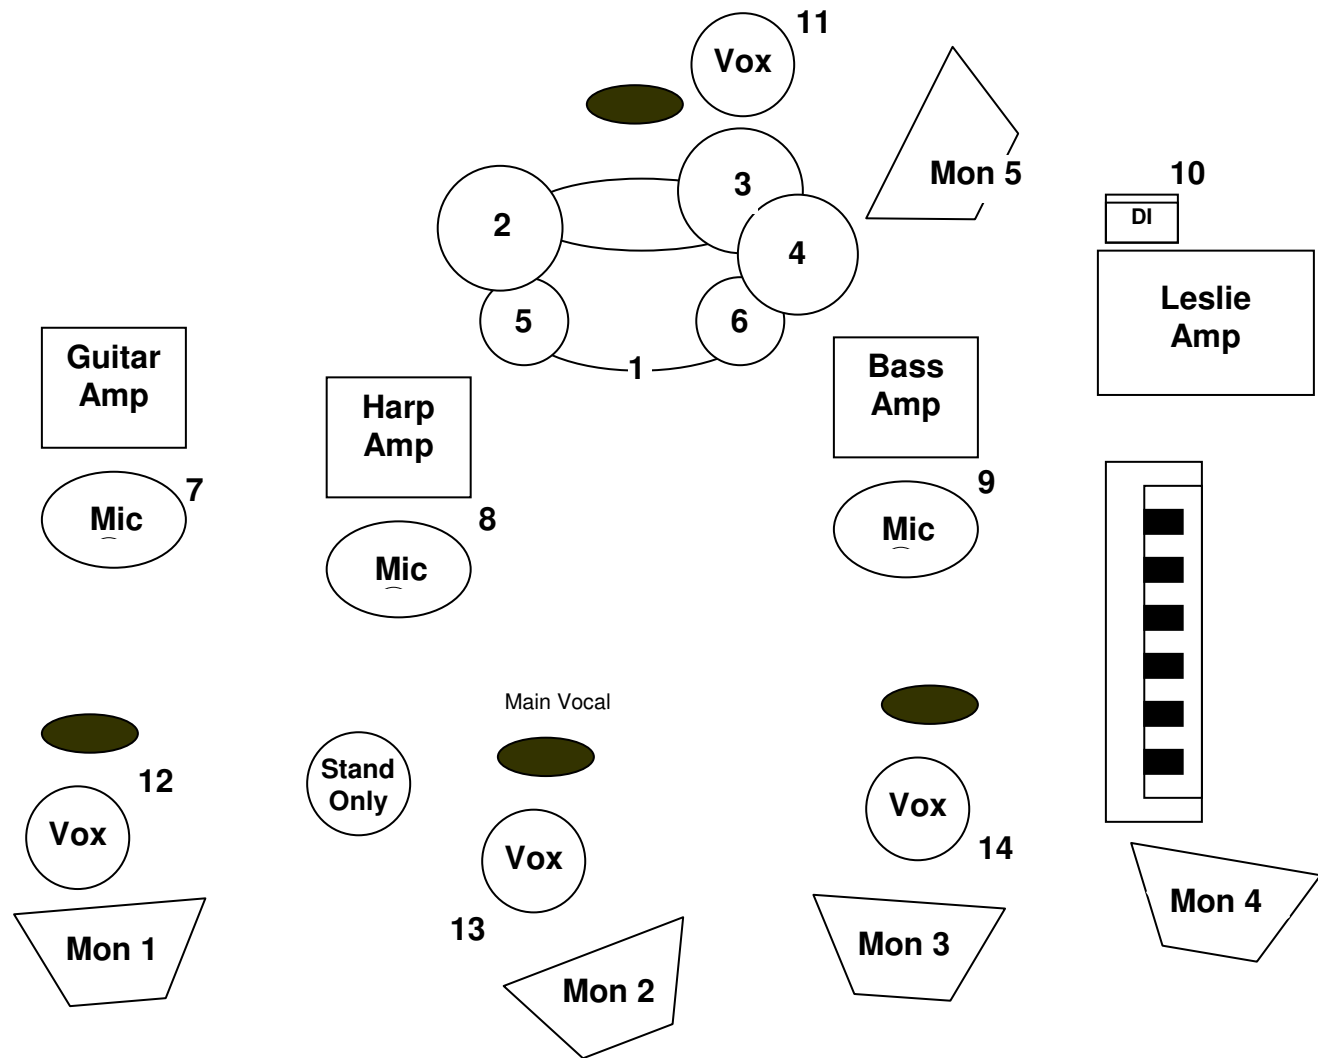 11
Vox
3
Mon 5
10
DI
2
4
Leslie
Amp
5
6
1
Guitar
Amp
Harp
Amp
Bass
Amp
7
Mic
8
Mic
9
Mic
Main Vocal
12
Vox
Stand
Only
Vox
13
Vox
14
Mon 1
Mon 2
Mon 3
Mon 4